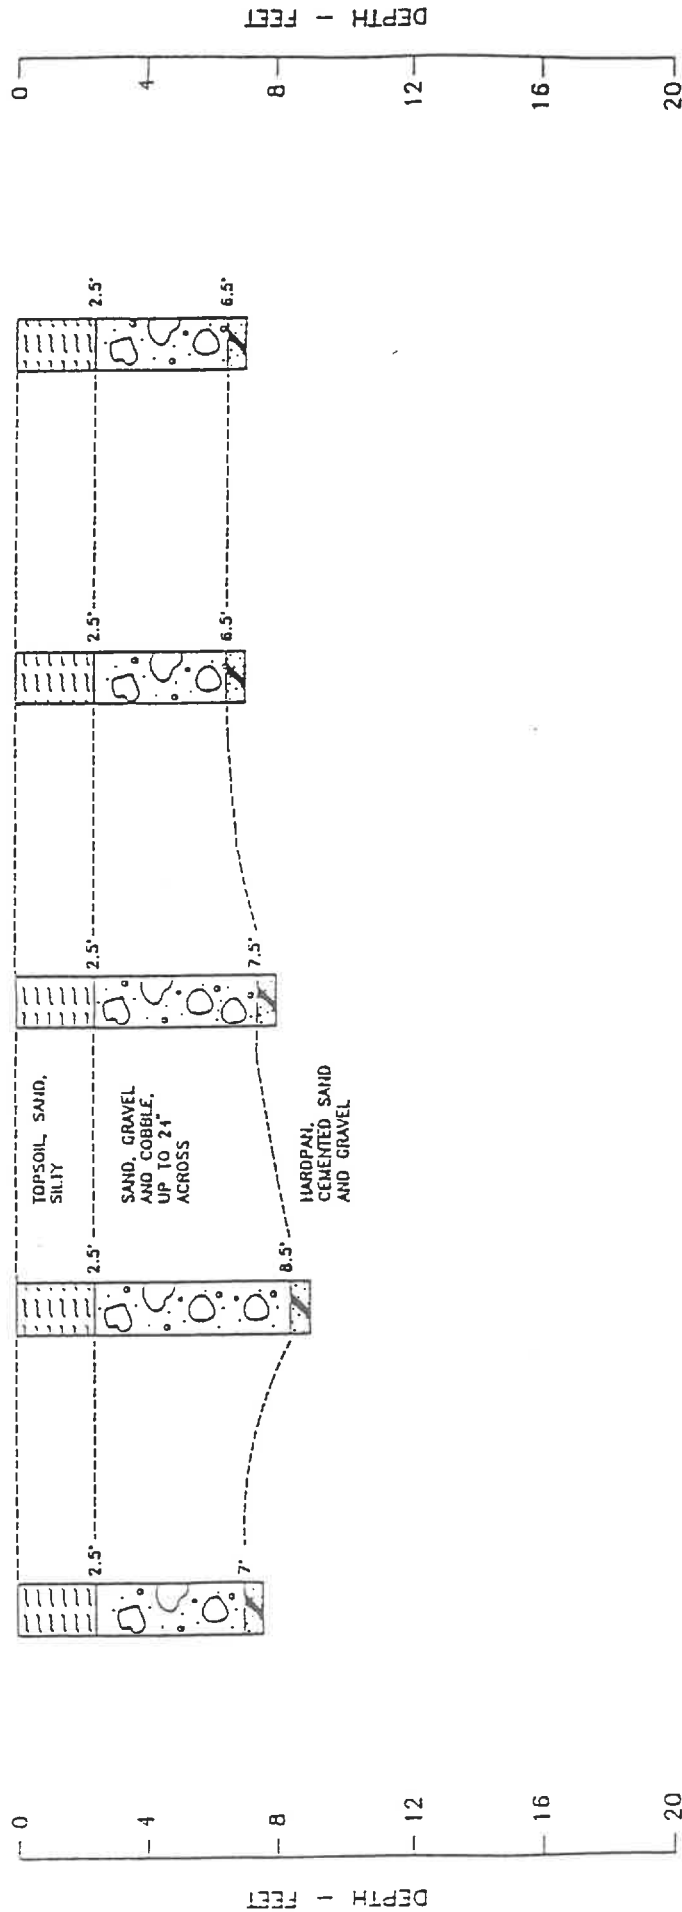 DEPTH - FEET
0
4
8
12
16
20
2.5'
7'
2.5'
8.5'
TOPSOIL, SAND,
SILTY
SAND, GRAVEL
AND COBBLE,
UP TO 24"
ACROSS
HARDPAN,
CEMENTED SAND
AND GRAVEL
2.5'
7.5'
2.5'
6.5'
2.5'
6.5'
0
4
8
12
16
20
DEPTH - FEET